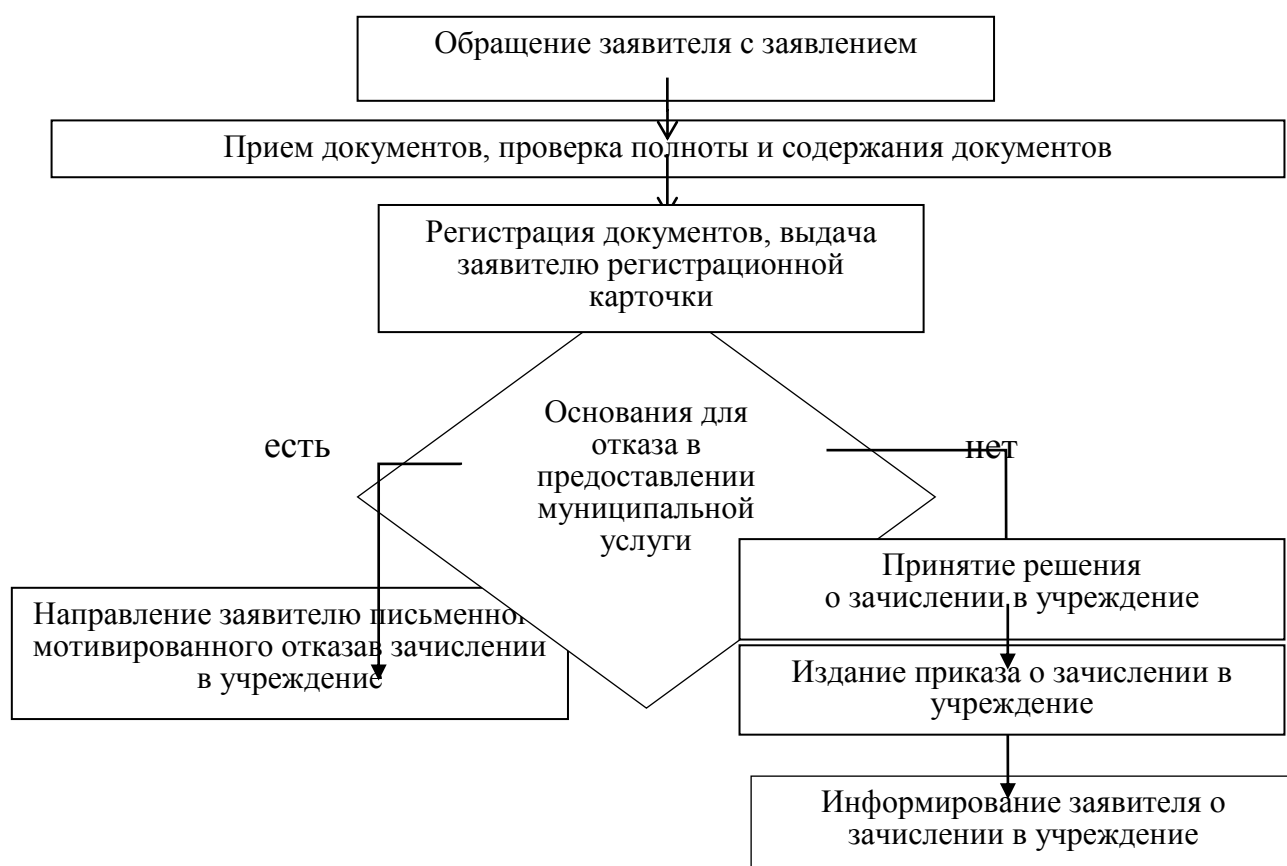 Обращение заявителя с заявлением
Прием документов, проверка полноты и содержания документов
Регистрация документов, выдача
заявителю регистрационной
карточки
Основания для
отказа в
предоставлении
муниципальной
услуги
есть
нет
Направление заявителю письменног
мотивированного отказав зачислении
в учреждение
Принятие решения
о зачислении в учреждение
Издание приказа о зачислении в
учреждение
Информирование заявителя о
зачислении в учреждение